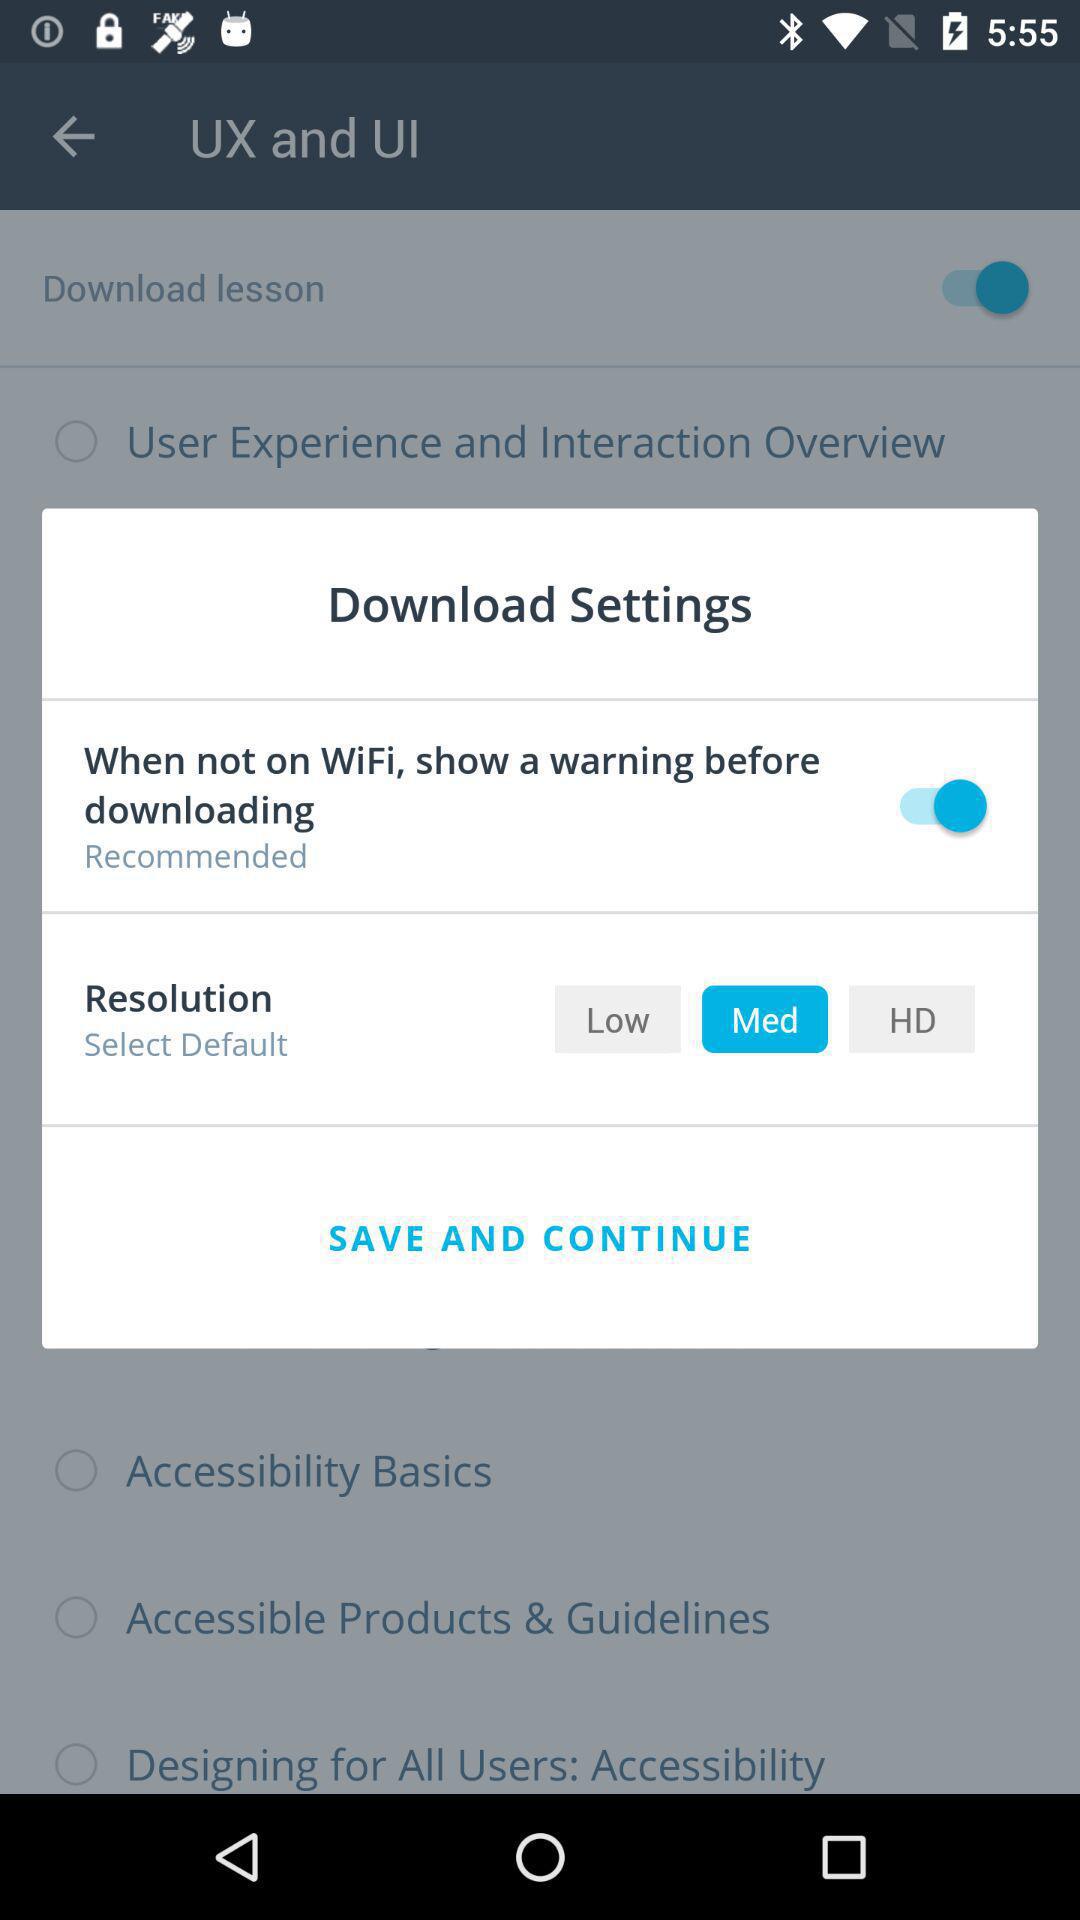 FAKE
5:55
UX and UI
Download lesson
User Experience and Interaction Overview
Download Settings
When not on WiFi, show a warning before
downloading
Recommended
Resolution
Select Default
Low Med HD
SAVE AND CONTINUE
Accessibility Basics
Accessible Products & Guidelines
Designing for All Users: Accessibility